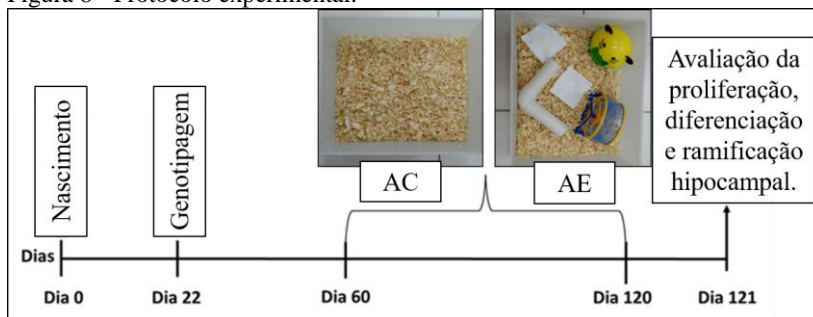 Figura 8 - Protocolo experimental.
Nascimento
Genotipagem
AC
AE
Avaliação da
proliferação,
diferenciação
e ramificação
hipocampal.
Dias
Dia 0
Dia 22
Dia 60
Dia 120
Dia 121